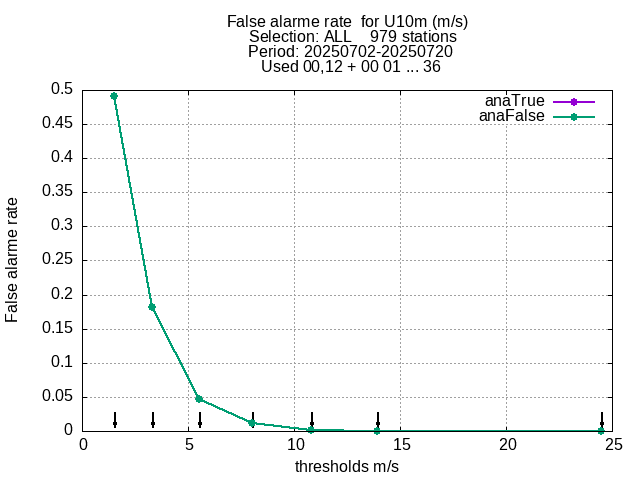 False alarme rate  for U10m (m/s)
Selection: ALL    979 stations
Period: 20250702-20250720
Used 00,12 + 00 01 ... 36
anaTrue
anaFalse
0.5
0.45
0.4
0.35
0.3
0.25
0.2
0.15
0.1
0.05
0
False alarme rate
0 5 10 15 20 25
thresholds m/s